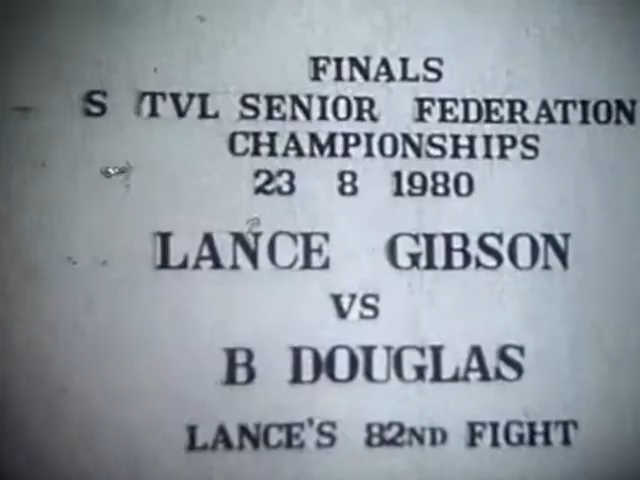 FINALS
S TVL SENIOR FEDERATION
CHAMPIONSHIPS
23 8 1980
LANCE GIBSON
VS
B DOUGLAS
LANCE'S 82ND FIGHT